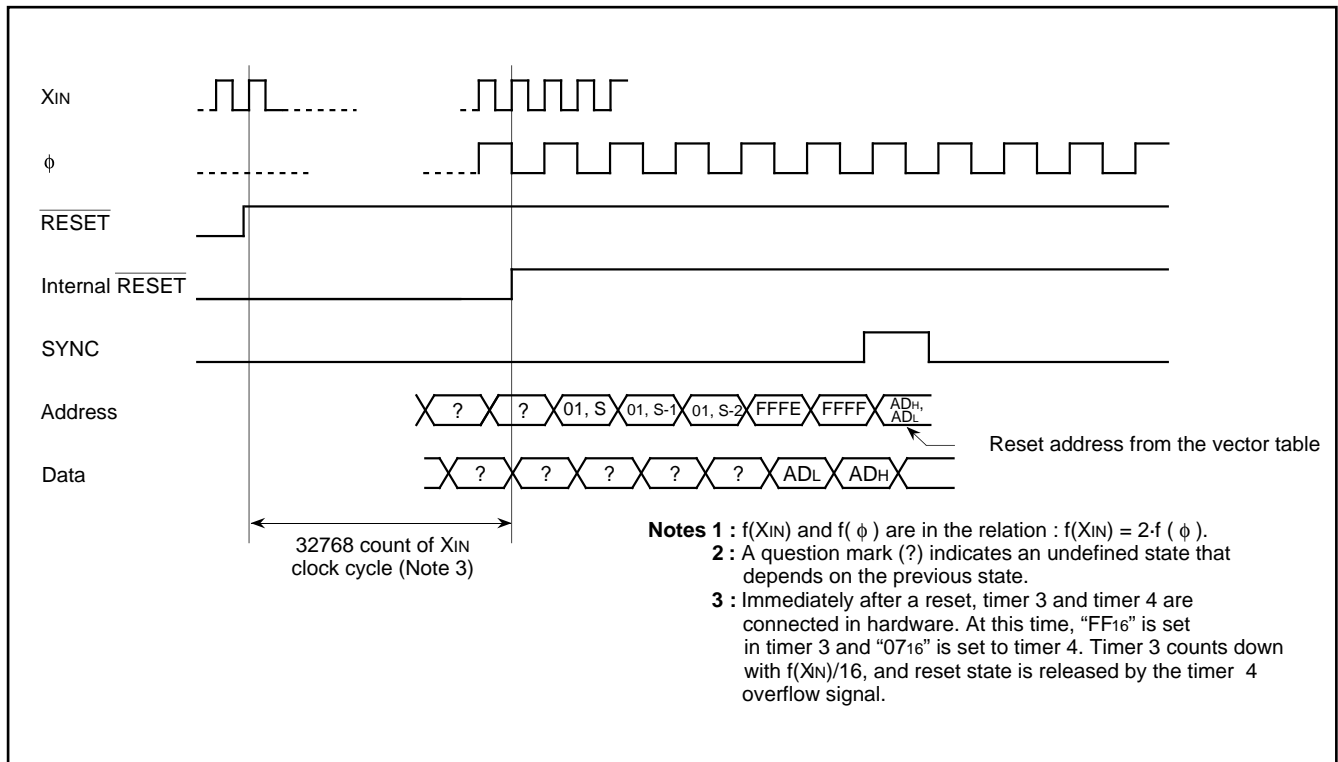 XIN
ϕ
RESET
Internal RESET
SYNC
Address
? ? 01, S 01, S-1 01, S-2 FFFE FFFF ADH,
ADL
Reset address from the vector table
Data
? ? ? ? ? ADL ADH
32768 count of XIN
clock cycle (Note 3)
Notes 1 : f(XIN) and f( ϕ ) are in the relation : f(XIN) = 2·f ( ϕ ).
2 : A question mark (?) indicates an undefined state that
depends on the previous state.
3 : Immediately after a reset, timer 3 and timer 4 are
connected in hardware. At this time, “FF16” is set
in timer 3 and “0716” is set to timer 4. Timer 3 counts down
with f(XIN)/16, and reset state is released by the timer 4
overflow signal.